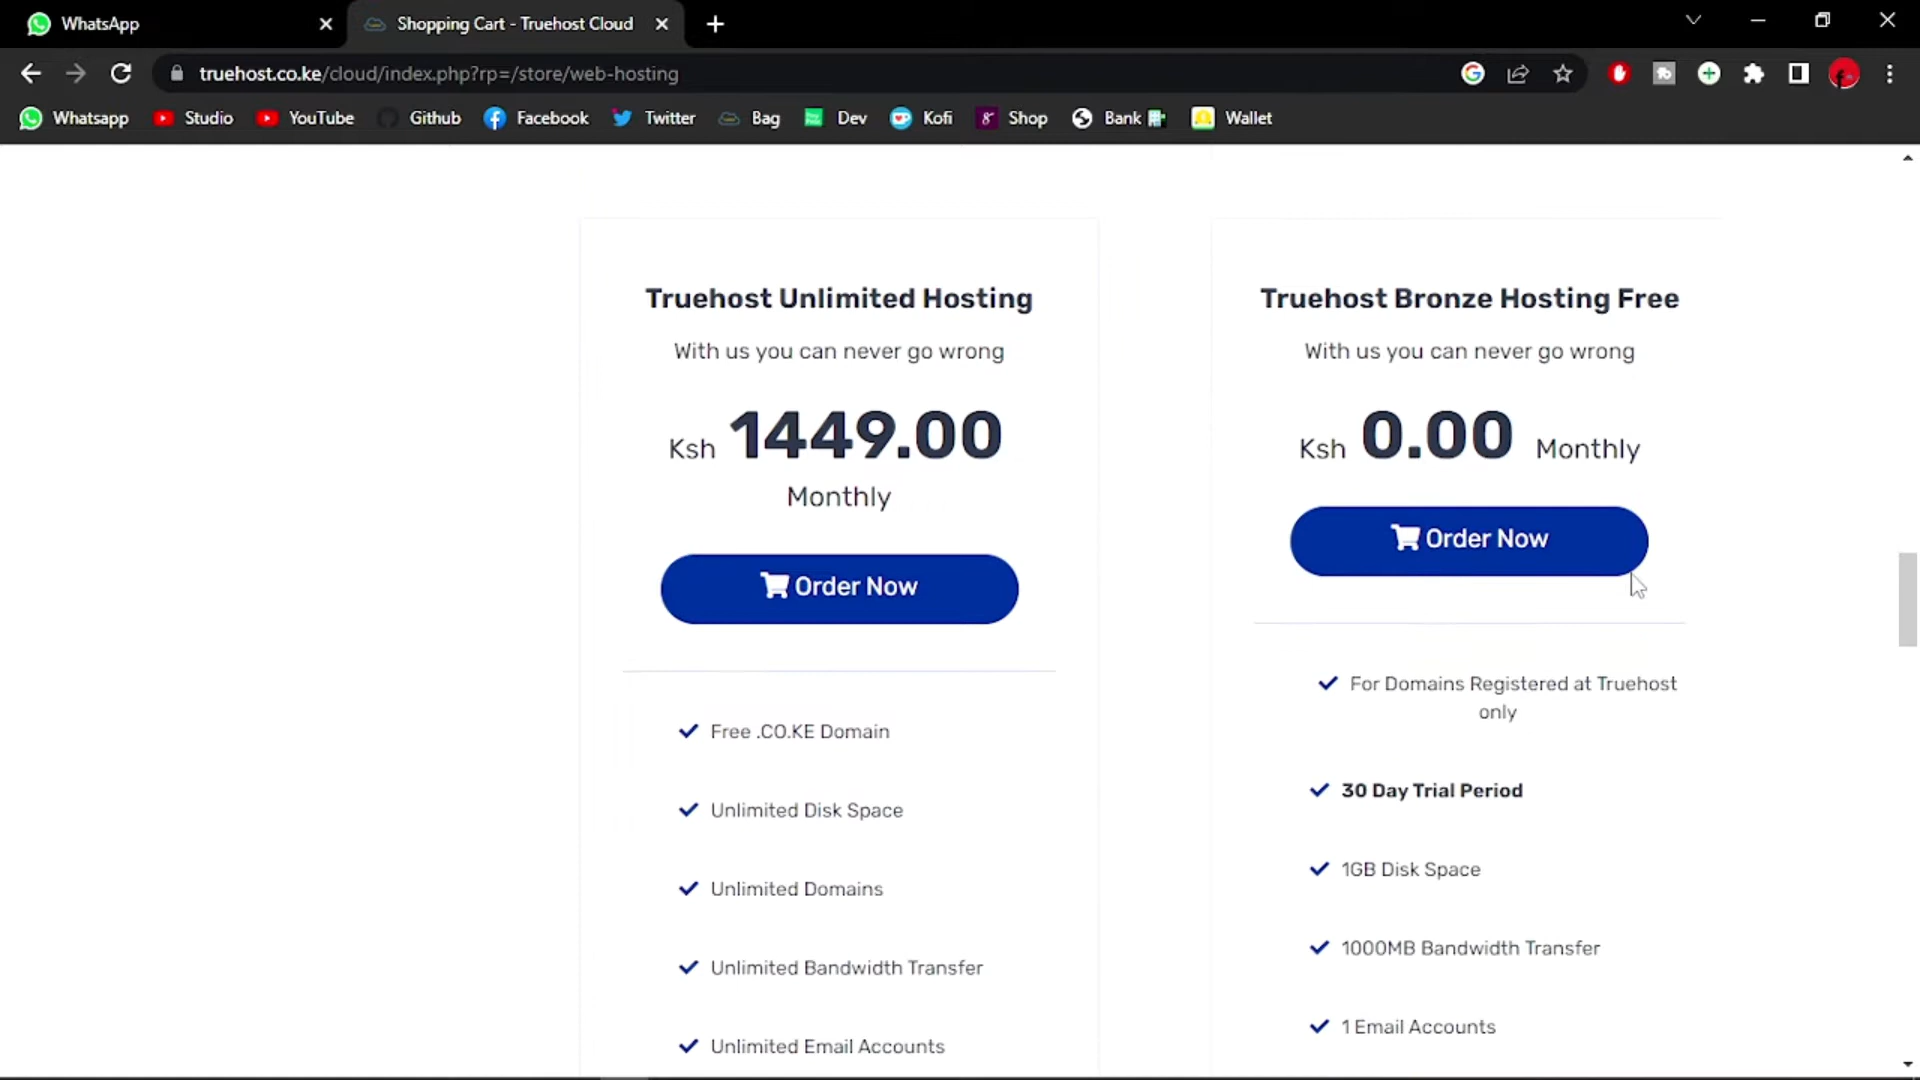 WhatsApp
Shopping Cart - Truehost Cloud
truehost.co.ke/cloud/index.php?rp=/store/web-hosting
Whatsapp Studio YouTube Github Facebook Twitter Bag Dev Kofi Shop Bank Wallet
Truehost Unlimited Hosting
With us you can never go wrong
Ksh 1449.00
Monthly
Order Now
Free .CO.KE Domain
Unlimited Disk Space
Unlimited Domains
Unlimited Bandwidth Transfer
Unlimited Email Accounts
Truehost Bronze Hosting Free
With us you can never go wrong
Ksh 0.00 Monthly
Order Now
For Domains Registered at Truehost
only
30 Day Trial Period
1GB Disk Space
1000MB Bandwidth Transfer
1 Email Accounts